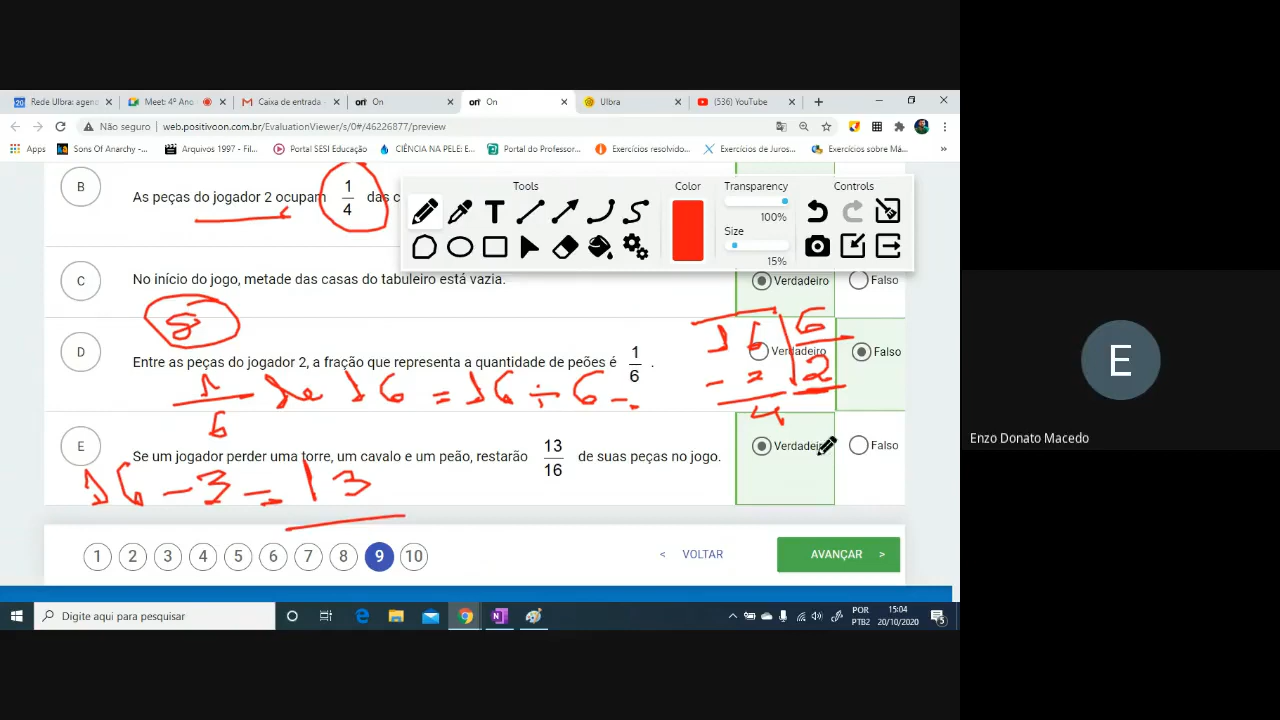 Rede Ulbra: agen
Meet: 4º Ano
Caixa de entrada
On
On
Ulbra
(536) YouTube
Não seguro
web.positivoon.com.br/EvaluationViewer/s/0#/46226877/preview
Apps
Sons Of Anarchy -...
Arquivos 1997 - Fil...
Portal SESI Educação
CIÊNCIA NA PELE: E...
Portal do Professor...
Exercícios resolvido...
Exercícios de Juros...
Exercícios sobre Má...
»
Tools
Color
Transparency
Controls
100%
Size
15%
B
As peças do jogador 2 ocupam 1/4 das c
C
No início do jogo, metade das casas do tabuleiro está vazia.
Verdadeiro
Falso
8
D
Entre as peças do jogador 2, a fração que representa a quantidade de peões é 1/6 .
Verdadeiro
Falso
16 6
- 2 2
4
1/6 de 16 = 16 ÷ 6 =
E
Se um jogador perder uma torre, um cavalo e um peão, restarão 13/16 de suas peças no jogo.
Verdadeiro
Falso
16 - 3 = 13
1 2 3 4 5 6 7 8 9 10
< VOLTAR
AVANÇAR >
Digite aqui para pesquisar
POR
PTB2
15:04
20/10/2020
5
E
Enzo Donato Macedo